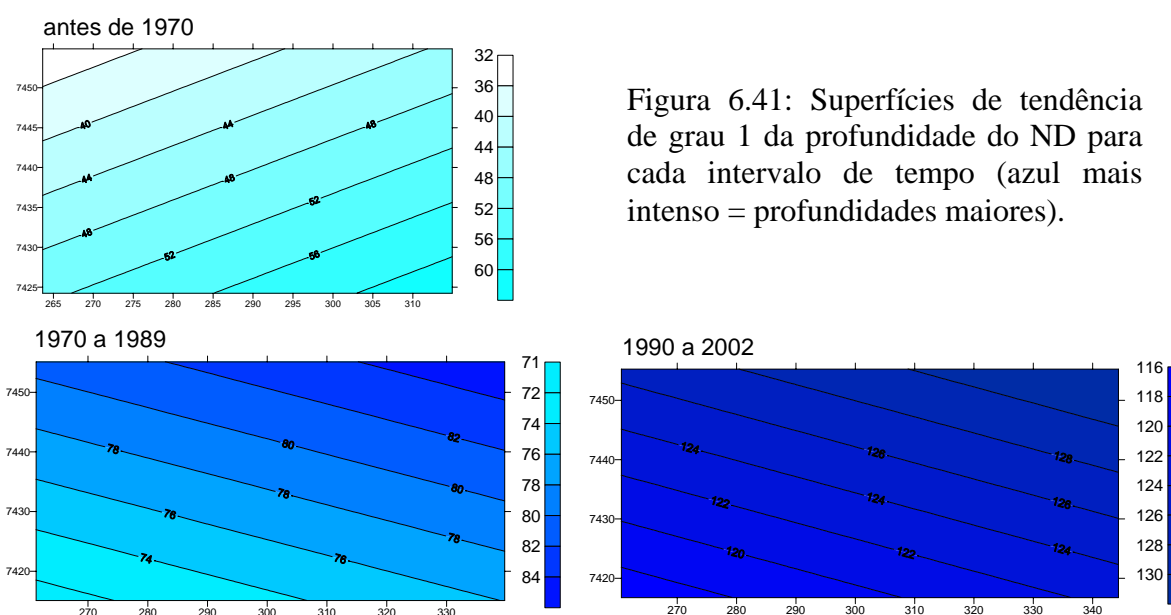 antes de 1970
7450
7445
7440
7435
7430
7425
265 270 275 280 285 290 295 300 305 310
40 44 48
44 48 52
48 52 56
32
36
40
44
48
52
56
60
Figura 6.41: Superfícies de tendência
de grau 1 da profundidade do ND para
cada intervalo de tempo (azul mais
intenso = profundidades maiores).
1970 a 1989
7450
7440
7430
7420
270 280 290 300 310 320 330
78 80 82
76 78 80
74 76 78
71
72
74
76
78
80
82
84
1990 a 2002
7450
7440
7430
7420
270 280 290 300 310 320 330 340
124 126 128
122 124 126
120 122 124
116
118
120
122
124
126
128
130